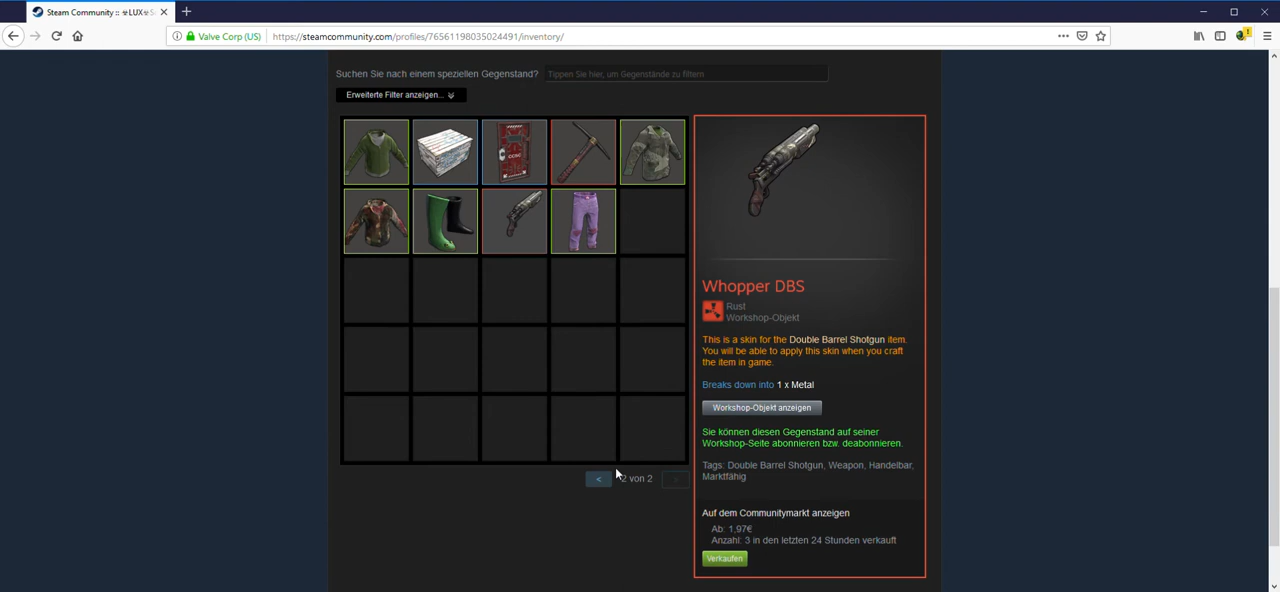 Steam Community :: ☣LUX☣S
Valve Corp (US)
https://steamcommunity.com/profiles/76561198035024491/inventory/
1
Suchen Sie nach einem speziellen Gegenstand?
Tippen Sie hier, um Gegenstände zu filtern
Erweiterte Filter anzeigen...
Whopper DBS
Rust
Workshop-Objekt
This is a skin for the Double Barrel Shotgun item.
You will be able to apply this skin when you craft
the item in game.
Breaks down into 1 x Metal
Workshop-Objekt anzeigen
Sie können diesen Gegenstand auf seiner
Workshop-Seite abonnieren bzw. deabonnieren.
Tags: Double Barrel Shotgun, Weapon, Handelbar,
Marktfähig
< 2 von 2 >
Auf dem Communitymarkt anzeigen
Ab: 1,97€
Anzahl: 3 in den letzten 24 Stunden verkauft
Verkaufen